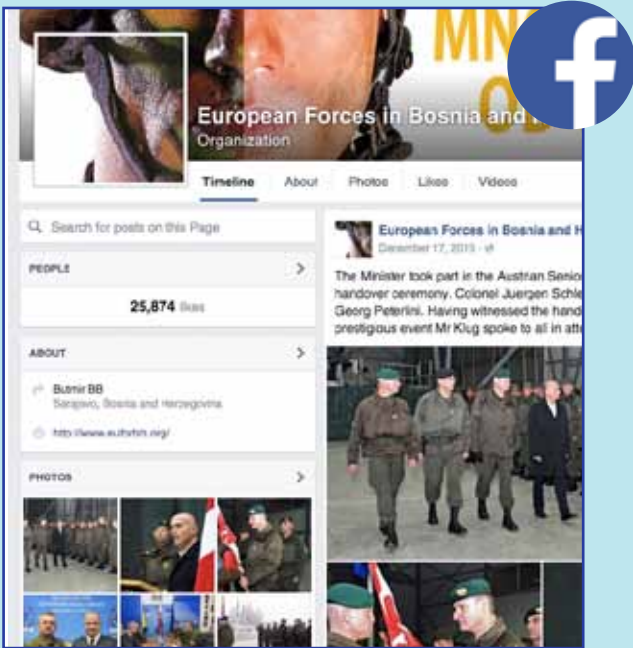 MN
OB
f
European Forces in Bosnia and H
Organization
Timeline About Photos Likes Videos
Search for posts on this Page
PEOPLE
25,874 likes
ABOUT
Butmir BB
Sarajevo, Bosnia and Herzegovina
http://www.euforbih.org/
PHOTOS
European Forces in Bosnia and H
December 17, 2015
The Minister took part in the Austrian Senio
handover ceremony. Colonel Juergen Schle
Georg Peterlini. Having witnessed the hand
prestigious event Mr Klug spoke to all in atte